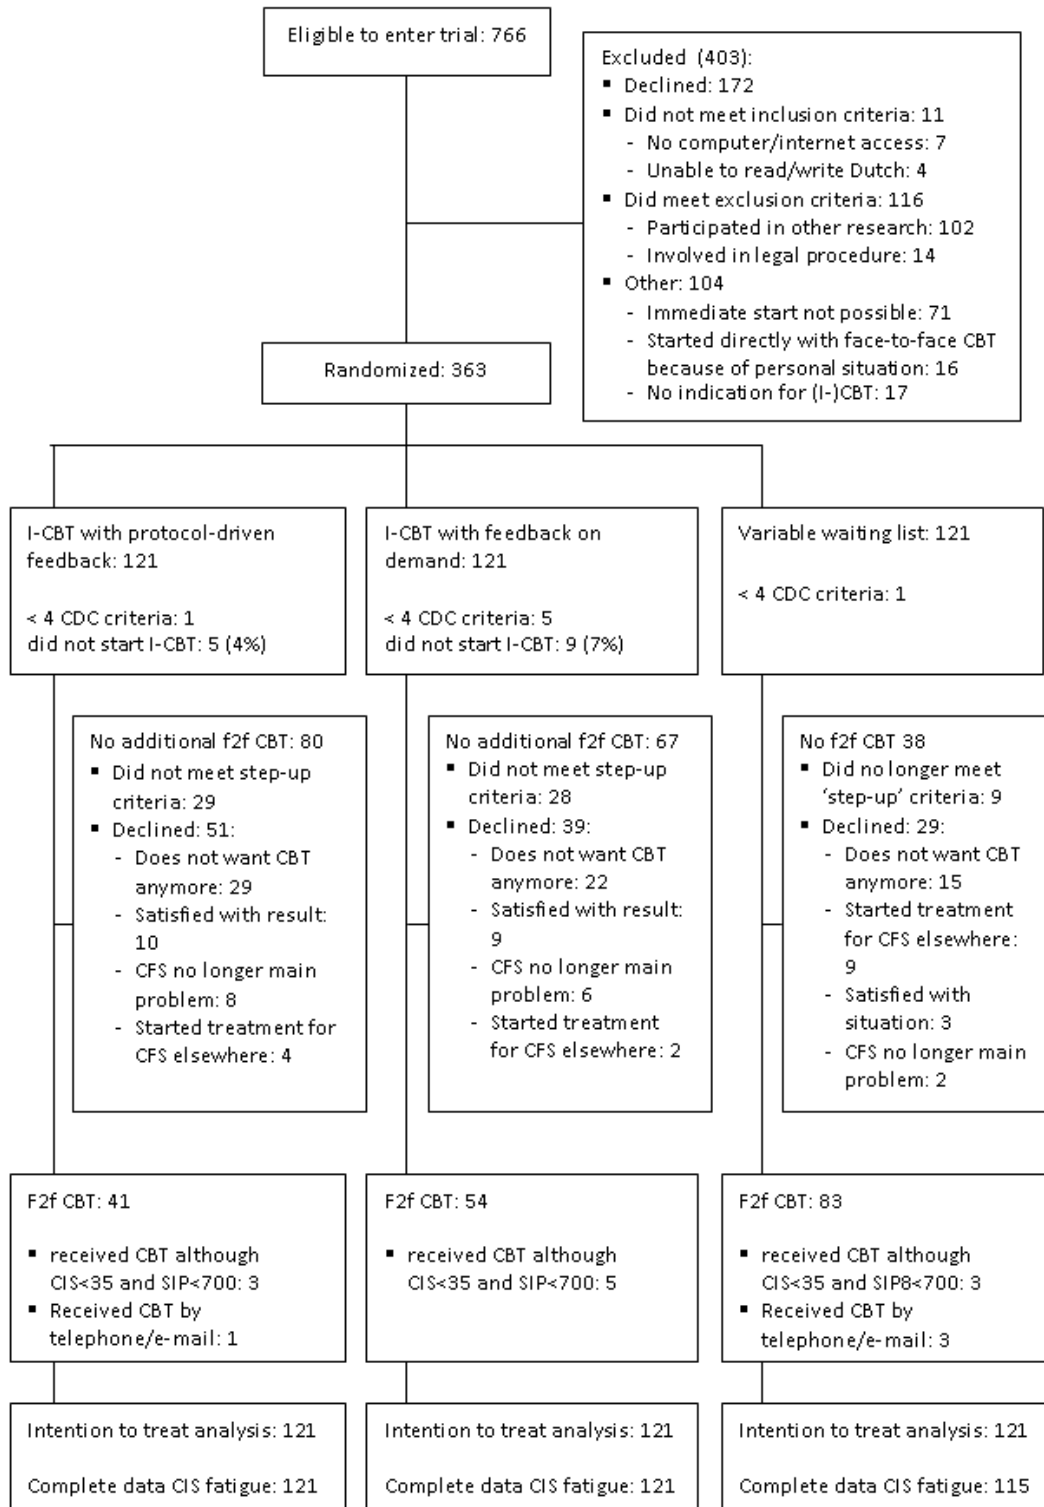 Eligible to enter trial: 766
Excluded (403):
▪ Declined: 172
▪ Did not meet inclusion criteria: 11
- No computer/internet access: 7
- Unable to read/write Dutch: 4
▪ Did meet exclusion criteria: 116
- Participated in other research: 102
- Involved in legal procedure: 14
▪ Other: 104
- Immediate start not possible: 71
- Started directly with face-to-face CBT
because of personal situation: 16
- No indication for (I-)CBT: 17
Randomized: 363
I-CBT with protocol-driven
feedback: 121
< 4 CDC criteria: 1
did not start I-CBT: 5 (4%)
I-CBT with feedback on
demand: 121
< 4 CDC criteria: 5
did not start I-CBT: 9 (7%)
Variable waiting list: 121
< 4 CDC criteria: 1
No additional f2f CBT: 80
▪ Did not meet step-up
criteria: 29
▪ Declined: 51:
- Does not want CBT
anymore: 29
- Satisfied with result:
10
- CFS no longer main
problem: 8
- Started treatment for
CFS elsewhere: 4
No additional f2f CBT: 67
▪ Did not meet step-up
criteria: 28
▪ Declined: 39:
- Does not want CBT
anymore: 22
- Satisfied with result:
9
- CFS no longer main
problem: 6
- Started treatment
for CFS elsewhere: 2
No f2f CBT 38
▪ Did no longer meet
‘step-up’ criteria: 9
▪ Declined: 29:
- Does not want CBT
anymore: 15
- Started treatment
for CFS elsewhere:
9
- Satisfied with
situation: 3
- CFS no longer main
problem: 2
F2f CBT: 41
▪ received CBT although
CIS<35 and SIP<700: 3
▪ Received CBT by
telephone/e-mail: 1
F2f CBT: 54
▪ received CBT although
CIS<35 and SIP<700: 5
F2f CBT: 83
▪ received CBT although
CIS<35 and SIP8<700: 3
▪ Received CBT by
telephone/e-mail: 3
Intention to treat analysis: 121
Complete data CIS fatigue: 121
Intention to treat analysis: 121
Complete data CIS fatigue: 121
Intention to treat analysis: 121
Complete data CIS fatigue: 115